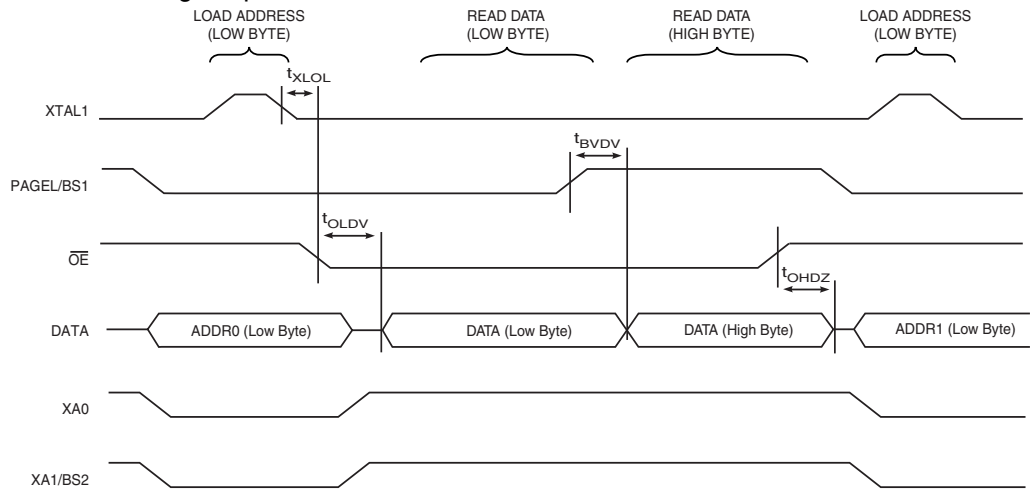 LOAD ADDRESS
(LOW BYTE)
READ DATA
(LOW BYTE)
READ DATA
(HIGH BYTE)
LOAD ADDRESS
(LOW BYTE)
tXLOL
XTAL1
tBVDV
PAGEL/BS1
tOLDV
OE
tOHDZ
DATA
ADDR0 (Low Byte)
DATA (Low Byte)
DATA (High Byte)
ADDR1 (Low Byte)
XA0
XA1/BS2